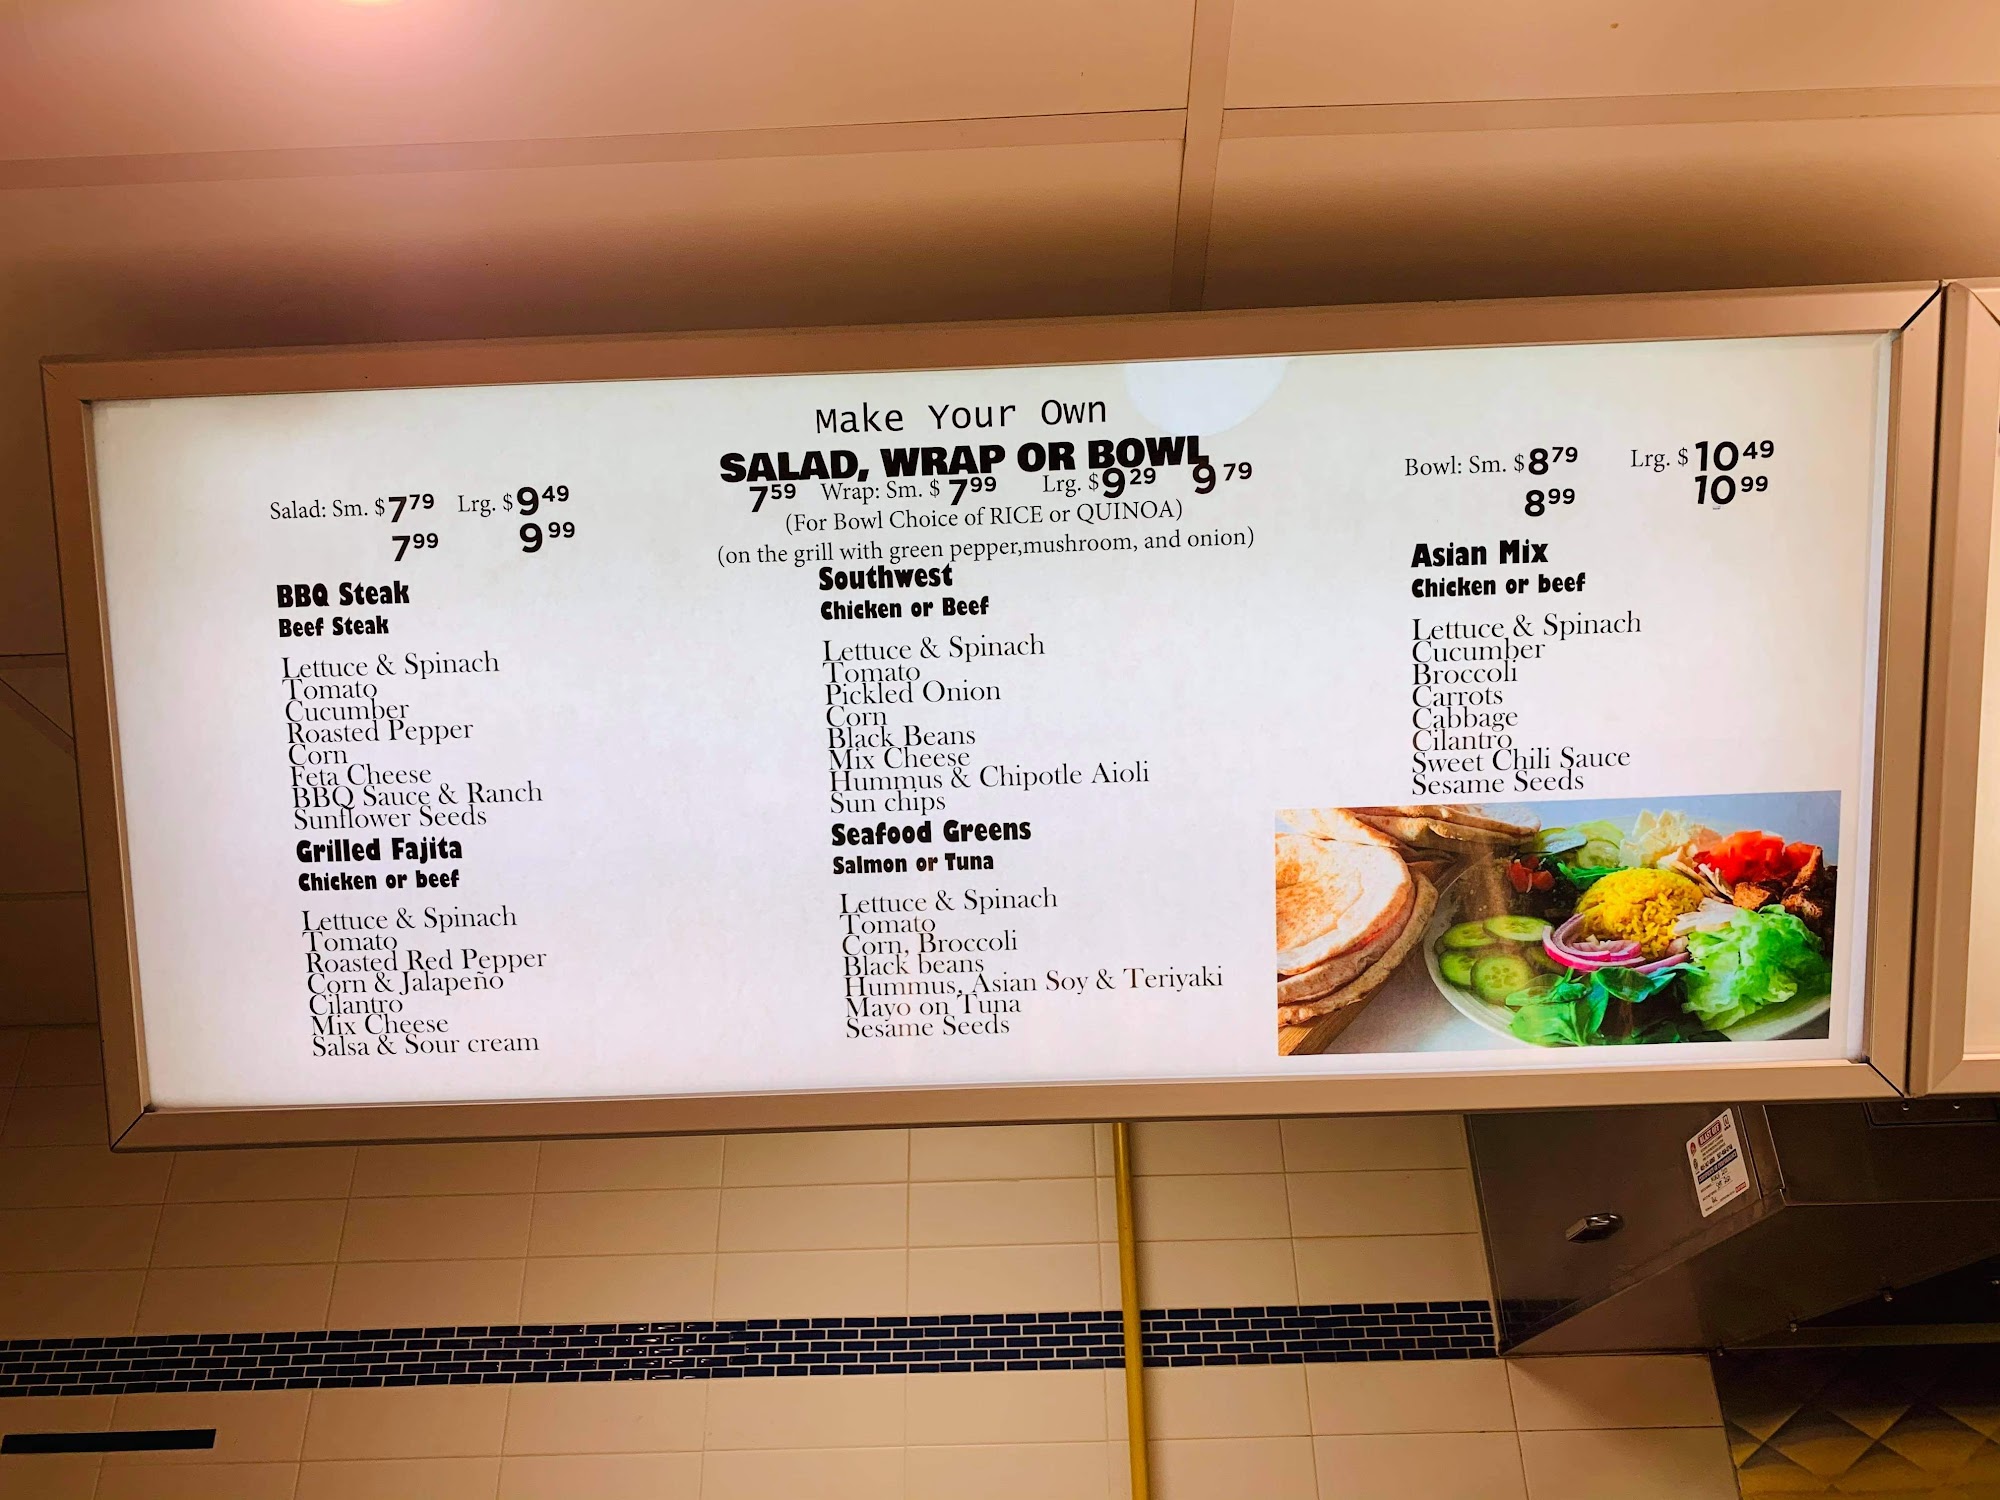 Make Your Own
SALAD, WRAP OR BOWL
Salad: Sm. $7 79 Lrg. $9 49
7 99 9 99
7 59 Wrap: Sm. $ 7 99 Lrg. $9 29 9 79
Bowl: Sm. $8 79 Lrg. $ 10 49
8 99 10 99
(For Bowl Choice of RICE or QUINOA)
(on the grill with green pepper,mushroom, and onion)
BBQ Steak
Beef Steak
Lettuce & Spinach
Tomato
Cucumber
Roasted Pepper
Corn
Feta Cheese
BBQ Sauce & Ranch
Sunflower Seeds
Grilled Fajita
Chicken or beef
Lettuce & Spinach
Tomato
Roasted Red Pepper
Corn & Jalapeño
Cilantro
Mix Cheese
Salsa & Sour cream
Southwest
Chicken or Beef
Lettuce & Spinach
Tomato
Pickled Onion
Corn
Black Beans
Mix Cheese
Hummus & Chipotle Aioli
Sun chips
Seafood Greens
Salmon or Tuna
Lettuce & Spinach
Tomato
Corn, Broccoli
Black beans
Hummus, Asian Soy & Teriyaki
Mayo on Tuna
Sesame Seeds
Asian Mix
Chicken or beef
Lettuce & Spinach
Cucumber
Broccoli
Carrots
Cabbage
Cilantro
Sweet Chili Sauce
Sesame Seeds